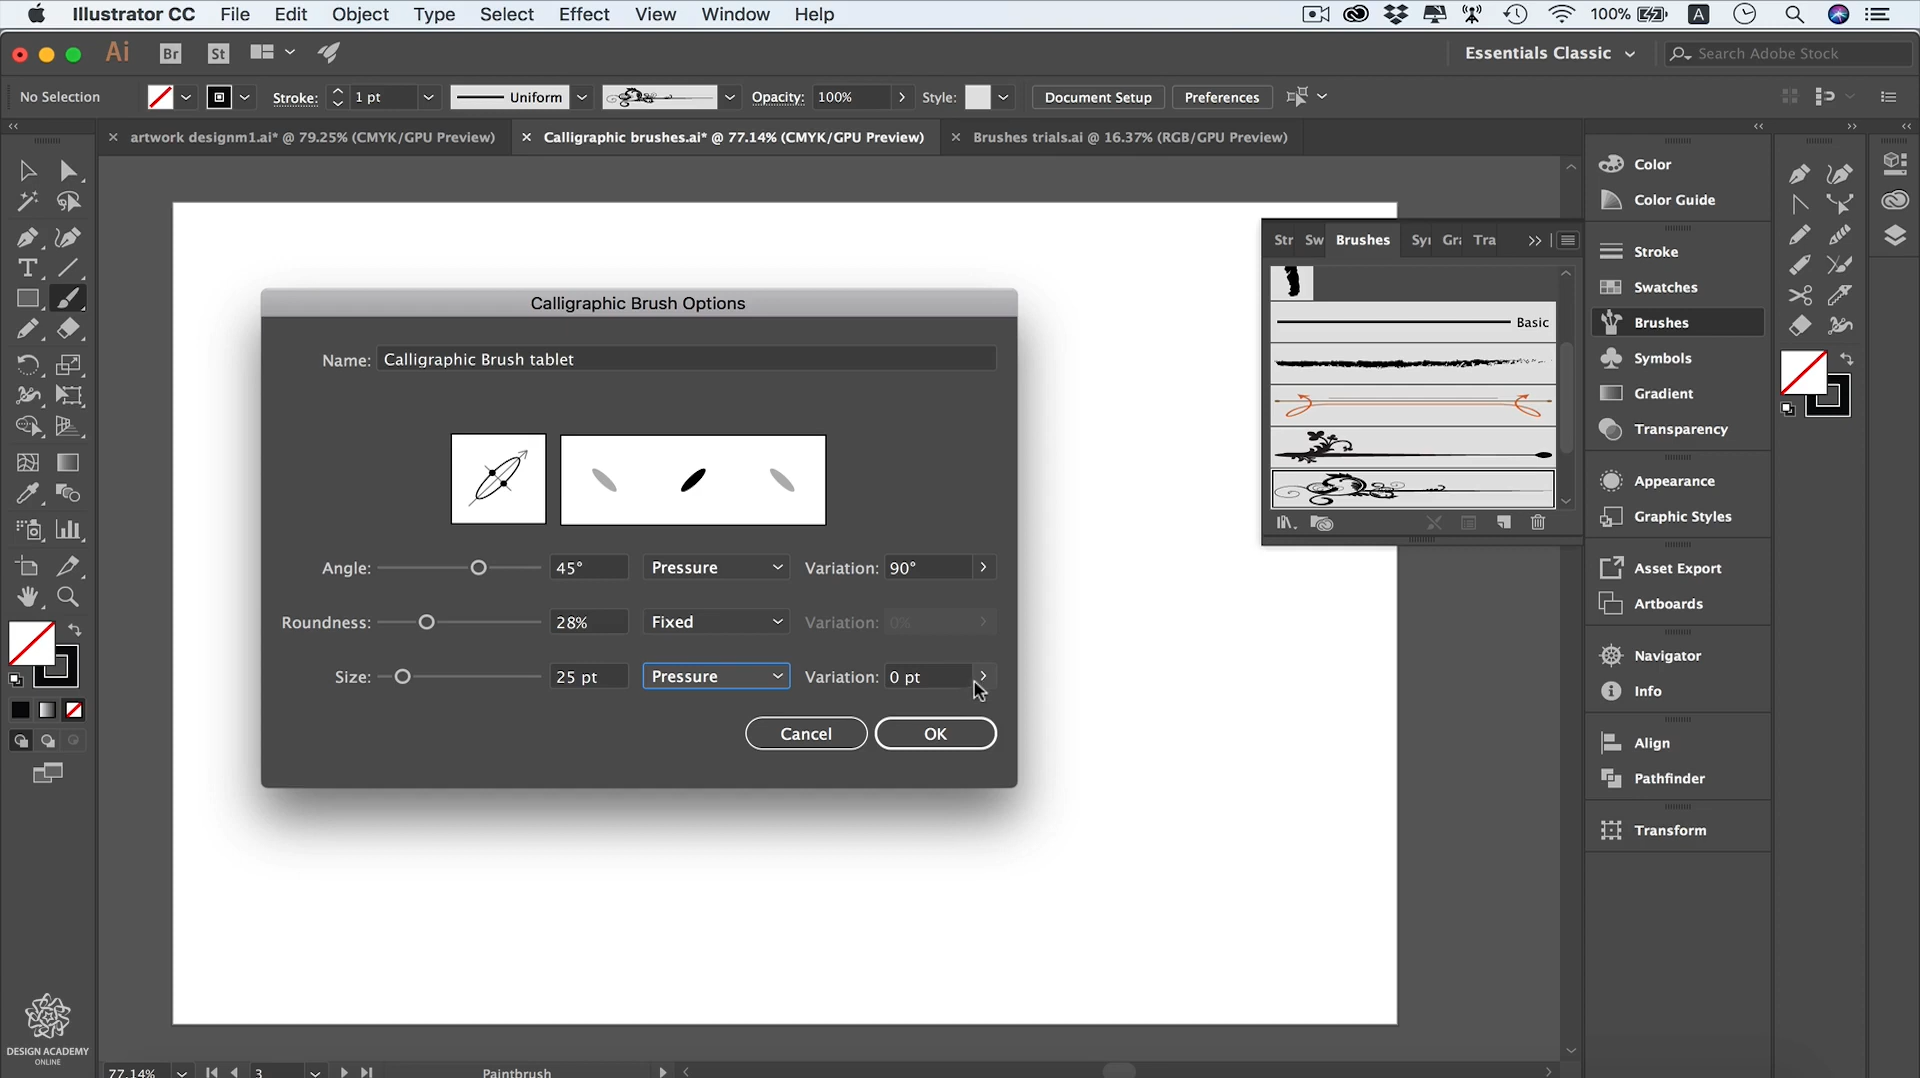 Illustrator CC File Edit Object Type Select Effect View Window Help 100% A
Ai Br St Essentials Classic Search Adobe Stock
No Selection Stroke: 1 pt Uniform Opacity: 100% Style: Document Setup Preferences
artwork designm1.ai* @ 79.25% (CMYK/GPU Preview) Calligraphic brushes.ai* @ 77.14% (CMYK/GPU Preview) Brushes trials.ai @ 16.37% (RGB/GPU Preview)
Calligraphic Brush Options
Name: Calligraphic Brush tablet
Angle: 45° Pressure Variation: 90°
Roundness: 28% Fixed Variation: 0%
Size: 25 pt Pressure Variation: 0 pt
Cancel OK
Str Sw Brushes Syı Gra Tra
Basic
Color
Color Guide
Stroke
Swatches
Brushes
Symbols
Gradient
Transparency
Appearance
Graphic Styles
Asset Export
Artboards
Navigator
Info
Align
Pathfinder
Transform
DESIGN ACADEMY
ONLINE
77.14% 3 Paintbrush